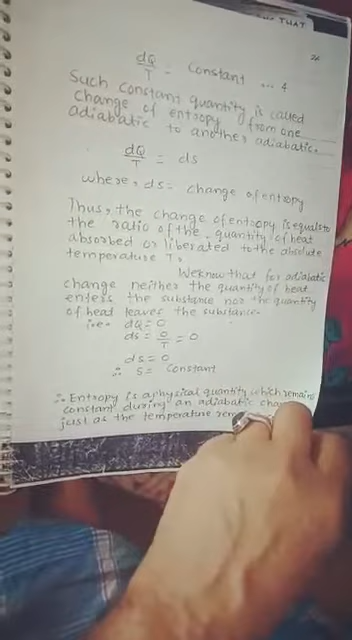 THAT
26
dQ/T = constant ... 4
Such constant quantity is called
change of entropy from one
adiabatic to another adiabatic.
dQ/T = ds
where, ds = change of entropy
Thus, the change of entropy is equal to
the ratio of the quantity of heat
absorbed or liberated to the absolute
temperature T.
We know that for adiabatic
change neither the quantity of heat
enters the substance nor the quantity
of head leaves the substance.
i.e. dQ = 0
ds = 0/T = 0
ds = 0
∴ S = constant
∴ Entropy is a physical quantity which remains
constant during an adiabatic
just as the temperature